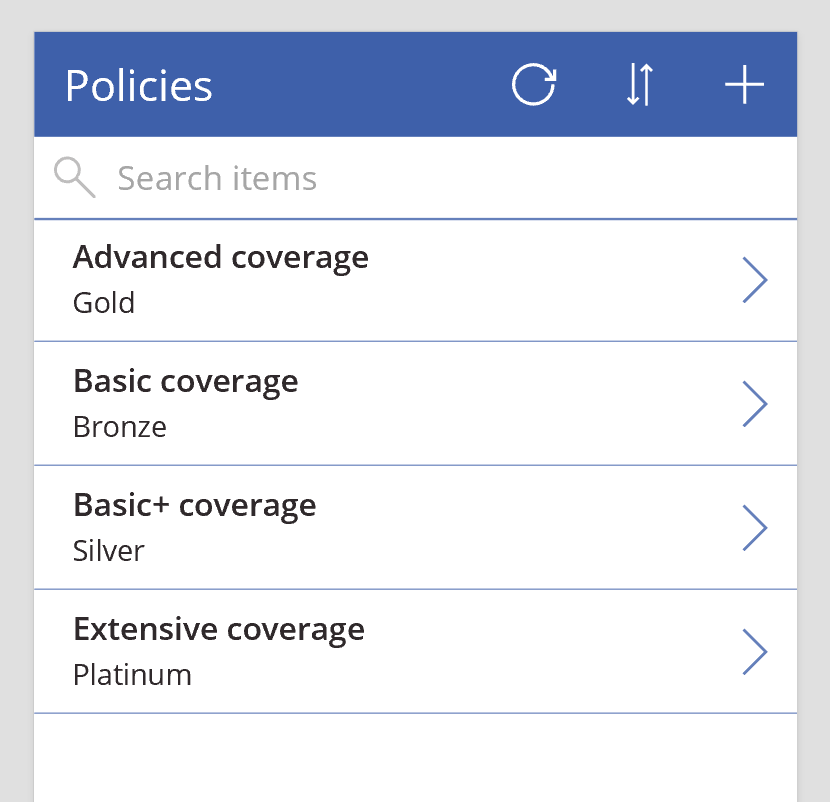 Policies
Search items
Advanced coverage
Gold
Basic coverage
Bronze
Basic+ coverage
Silver
Extensive coverage
Platinum